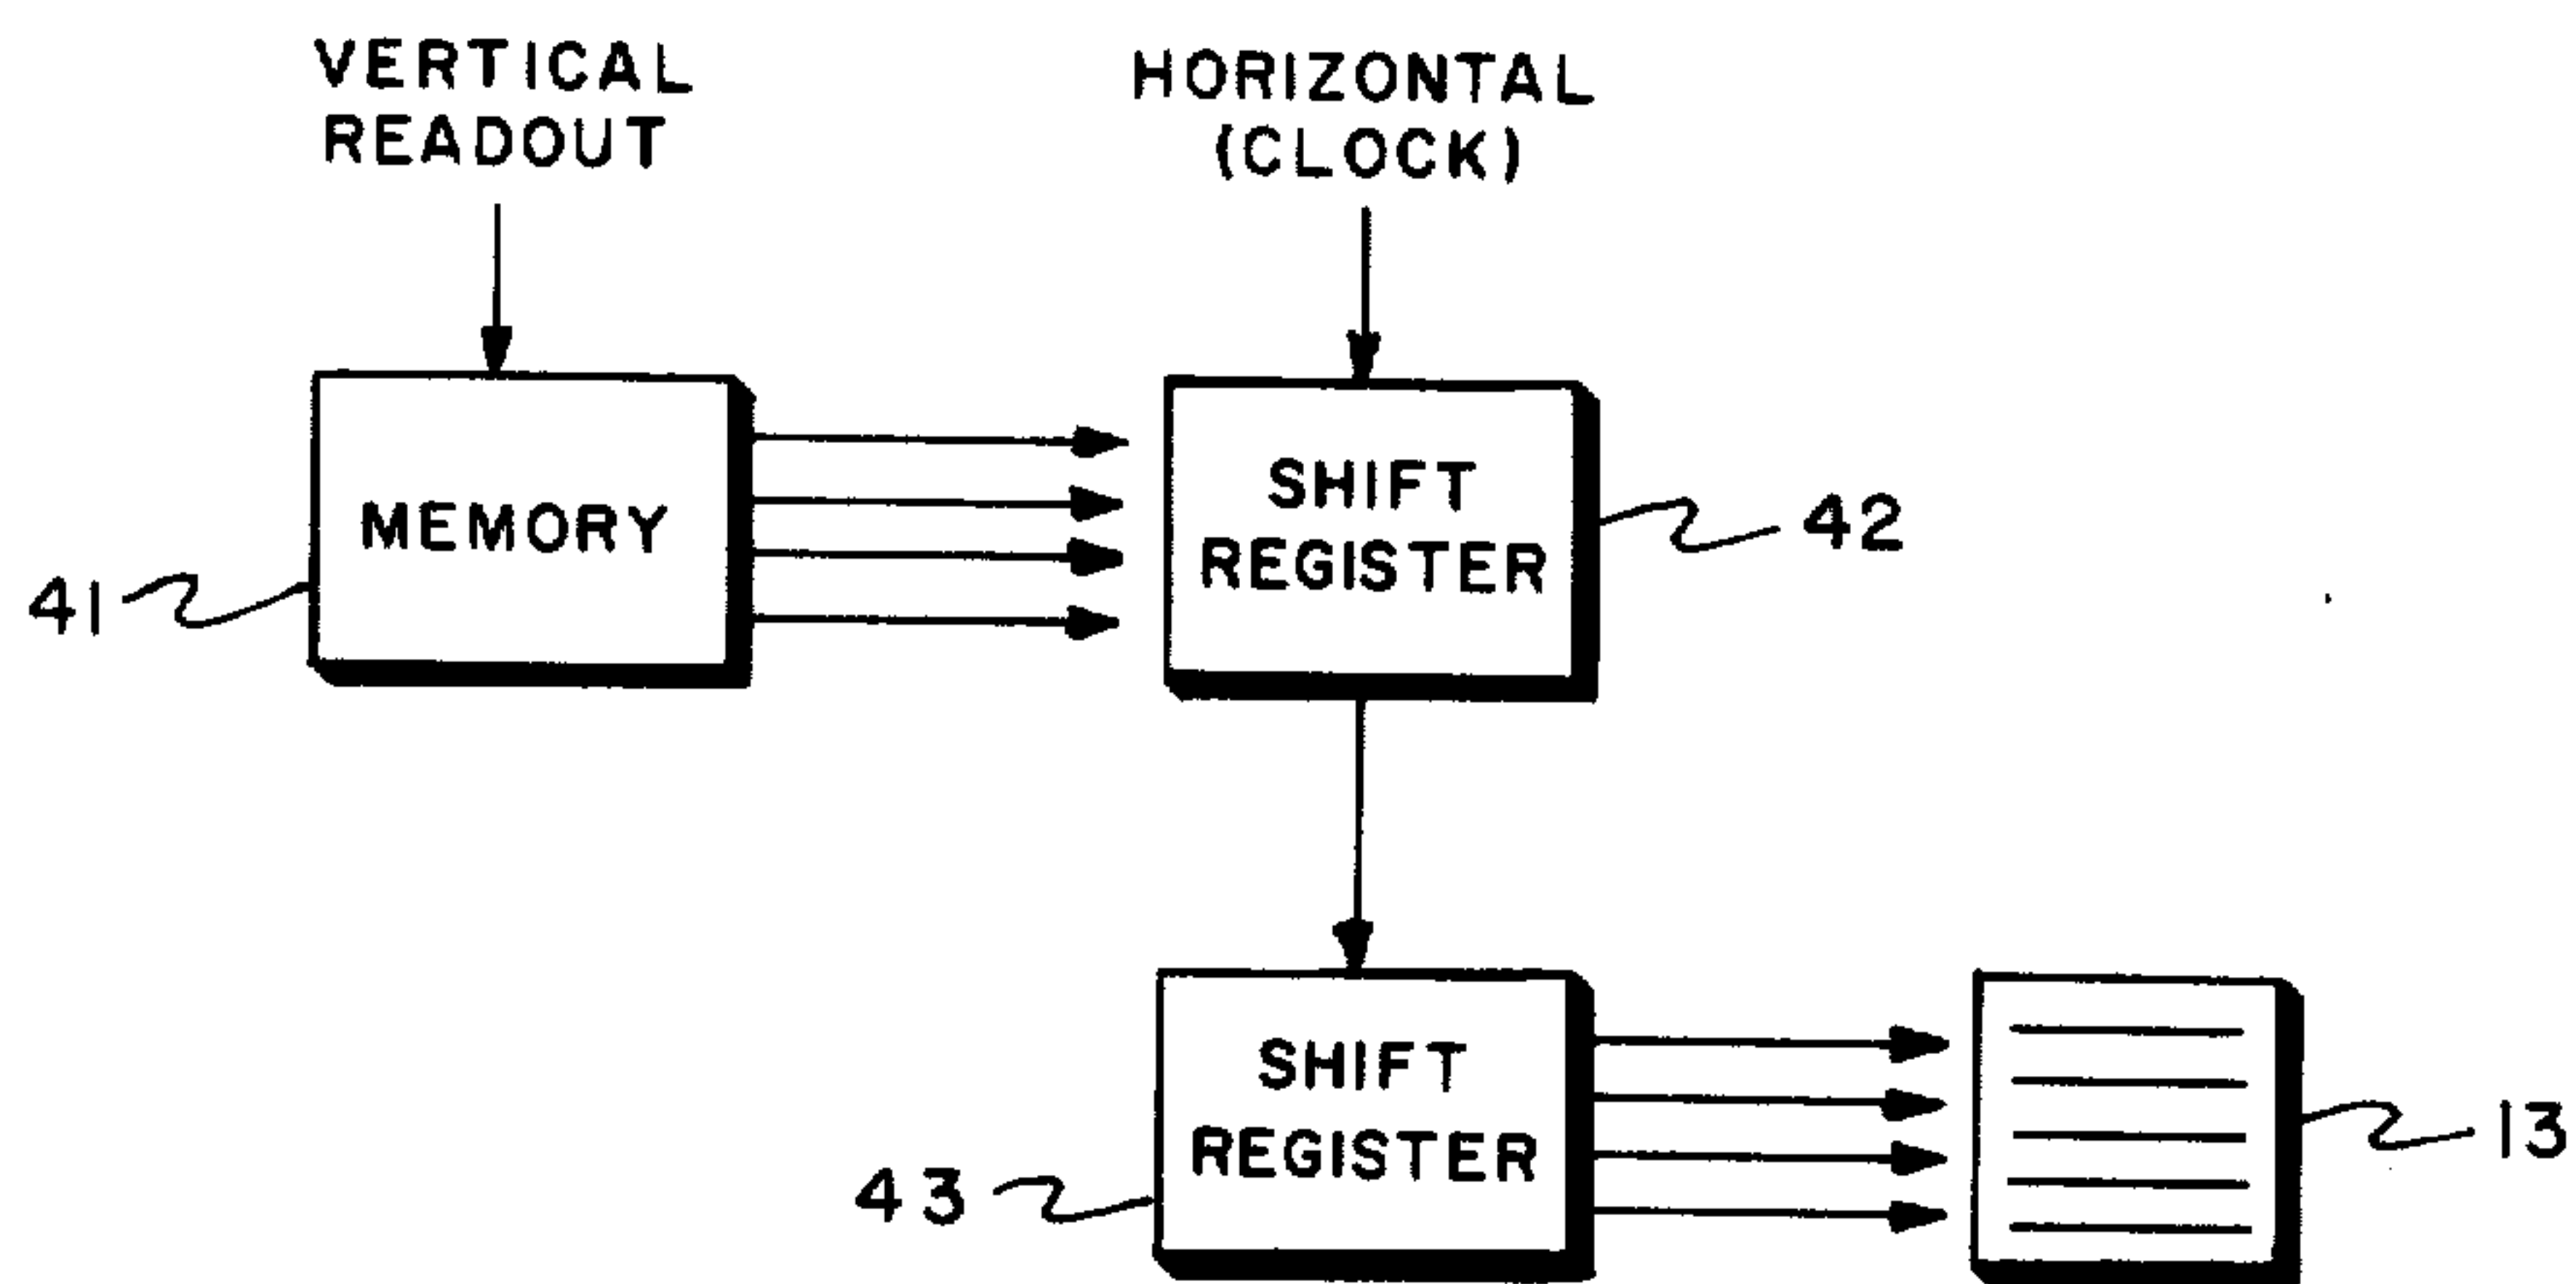 VERTICAL
READOUT
HORIZONTAL
(CLOCK)
MEMORY
SHIFT
REGISTER
41
42
SHIFT
REGISTER
43
13